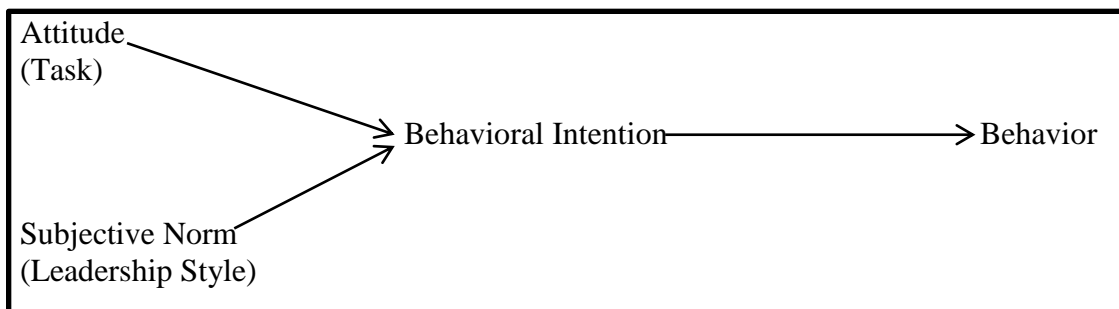 Attitude
(Task)
Behavioral Intention
Behavior
Subjective Norm
(Leadership Style)